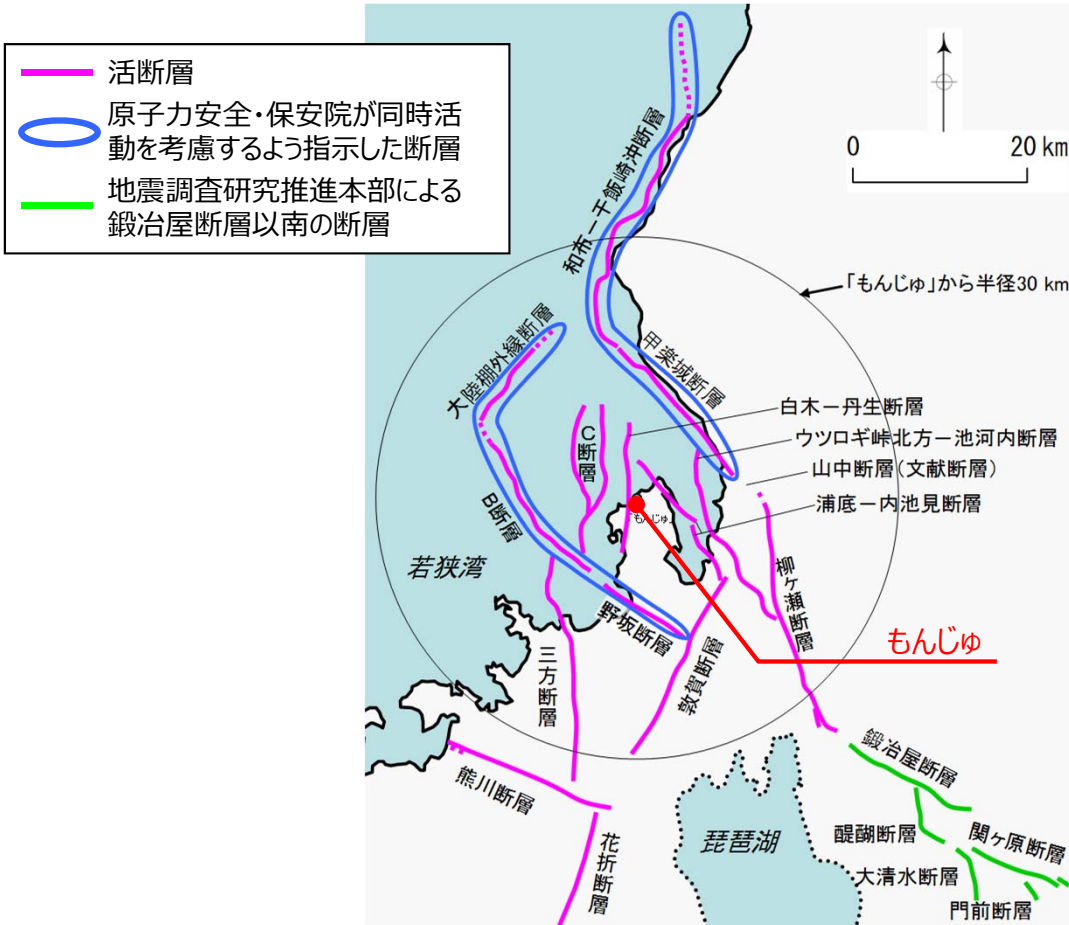 活断層
原子力安全・保安院が同時活
動を考慮するよう指示した断層
地震調査研究推進本部による
鍛冶屋断層以南の断層
0 20 km
和布－干飯崎沖断層
「もんじゅ」から半径30 km
大陸棚外縁断層
甲楽城断層
白木－丹生断層
C断層
ウツロギ峠北方－池河内断層
山中断層(文献断層)
B断層
浦底－内池見断層
「もんじゅ」
若狭湾
柳ヶ瀬断層
野坂断層
もんじゅ
三方断層
敦賀断層
鍛冶屋断層
熊川断層
花折断層
琵琶湖
醍醐断層
関ヶ原断層
大清水断層
門前断層